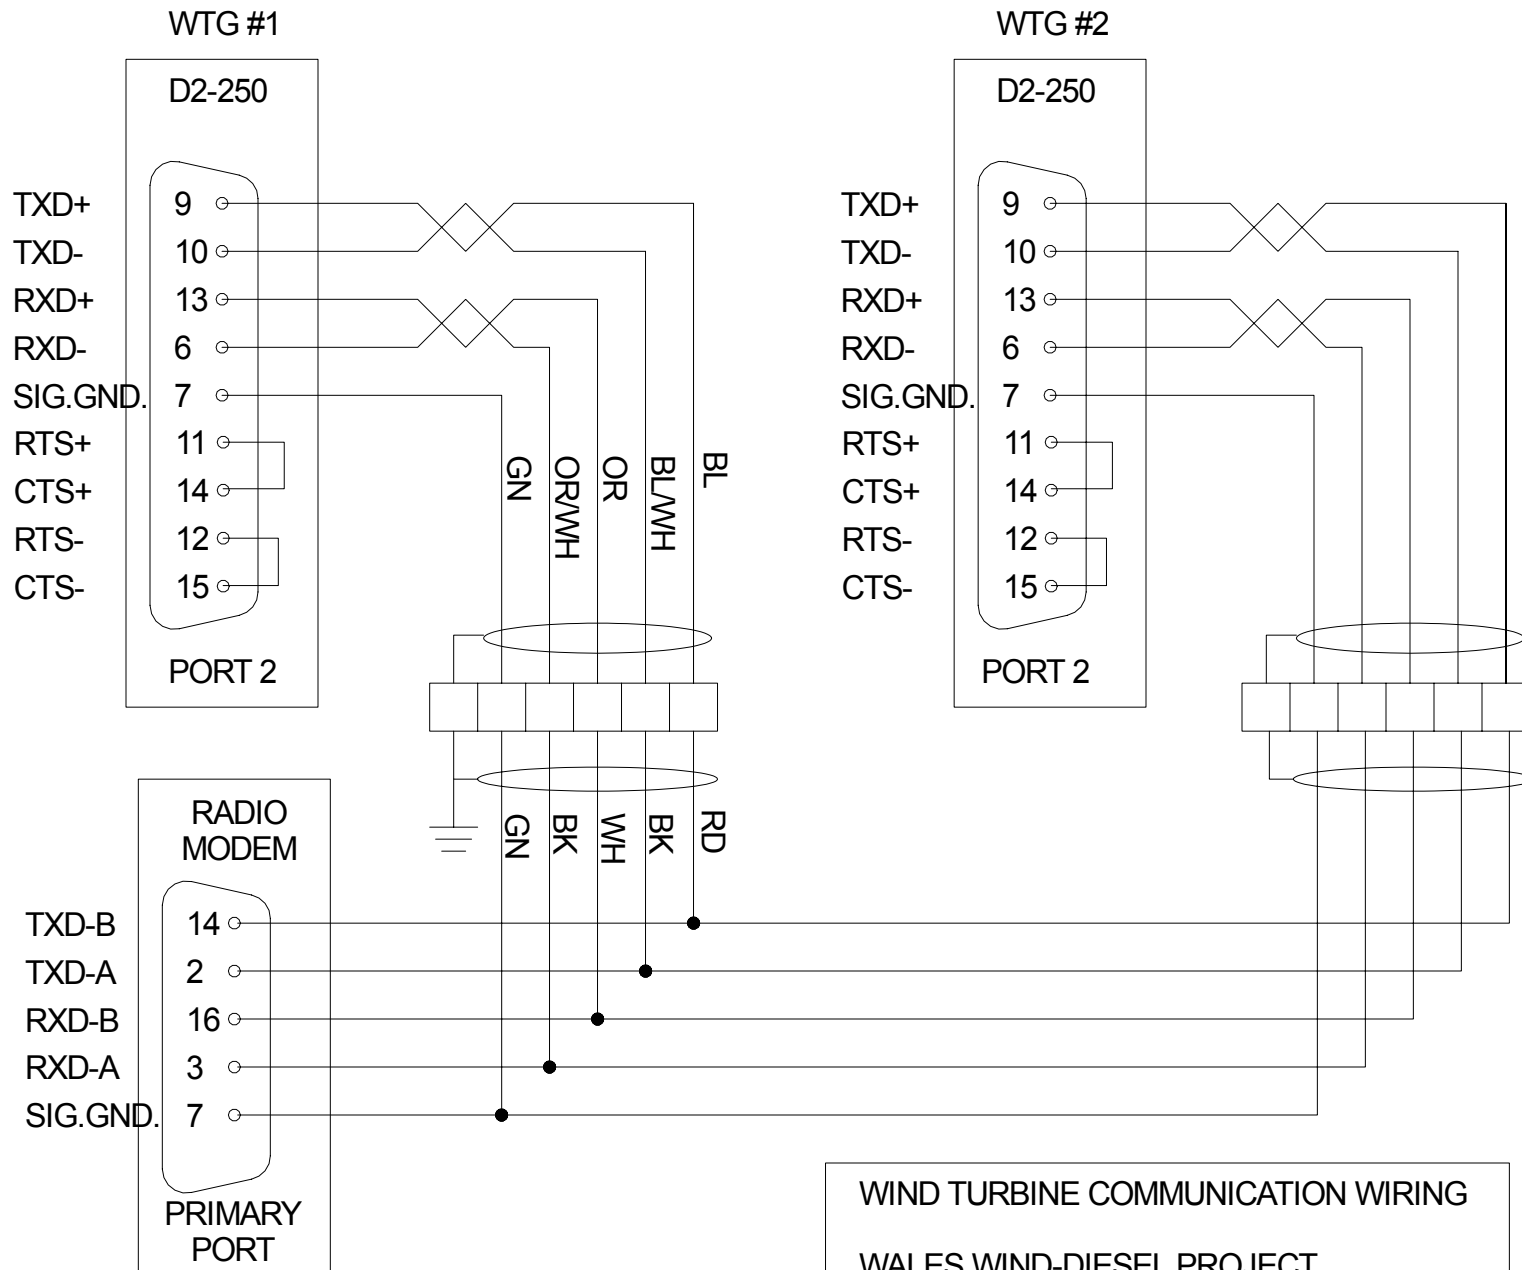 WTG #1
D2-250
TXD+ 9
TXD- 10
RXD+ 13
RXD- 6
SIG.GND. 7
RTS+ 11
CTS+ 14
RTS- 12
CTS- 15
PORT 2
GN
OR/WH
OR
BL/WH
BL
WTG #2
D2-250
TXD+ 9
TXD- 10
RXD+ 13
RXD- 6
SIG.GND. 7
RTS+ 11
CTS+ 14
RTS- 12
CTS- 15
PORT 2
GN
BK
WH
BK
RD
RADIO
MODEM
TXD-B 14
TXD-A 2
RXD-B 16
RXD-A 3
SIG.GND. 7
PRIMARY
PORT
WIND TURBINE COMMUNICATION WIRING
WALES WIND-DIESEL PROJECT